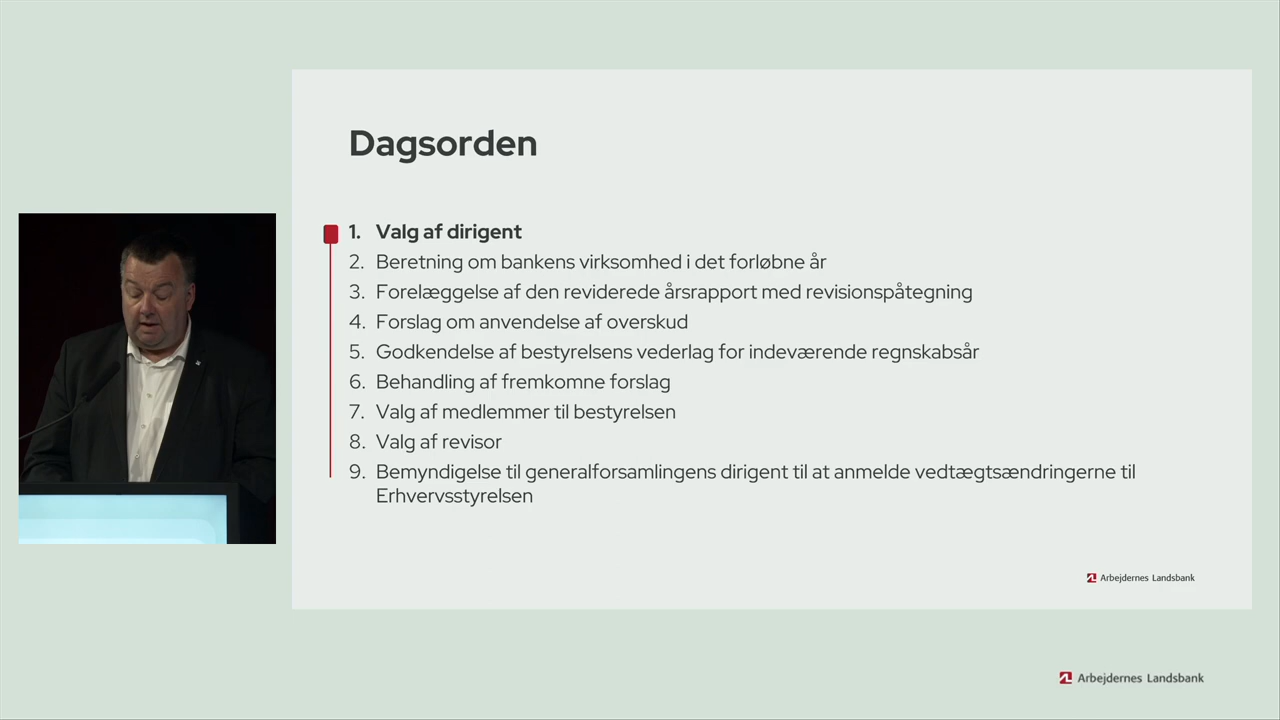 Dagsorden
1. Valg af dirigent
2. Beretning om bankens virksomhed i det forløbne år
3. Forelæggelse af den reviderede årsrapport med revisionspåtegning
4. Forslag om anvendelse af overskud
5. Godkendelse af bestyrelsens vederlag for indeværende regnskabsår
6. Behandling af fremkomne forslag
7. Valg af medlemmer til bestyrelsen
8. Valg af revisor
9. Bemyndigelse til generalforsamlingens dirigent til at anmelde vedtægtsændringerne til
Erhvervsstyrelsen
Arbejdernes Landsbank
Arbejdernes Landsbank